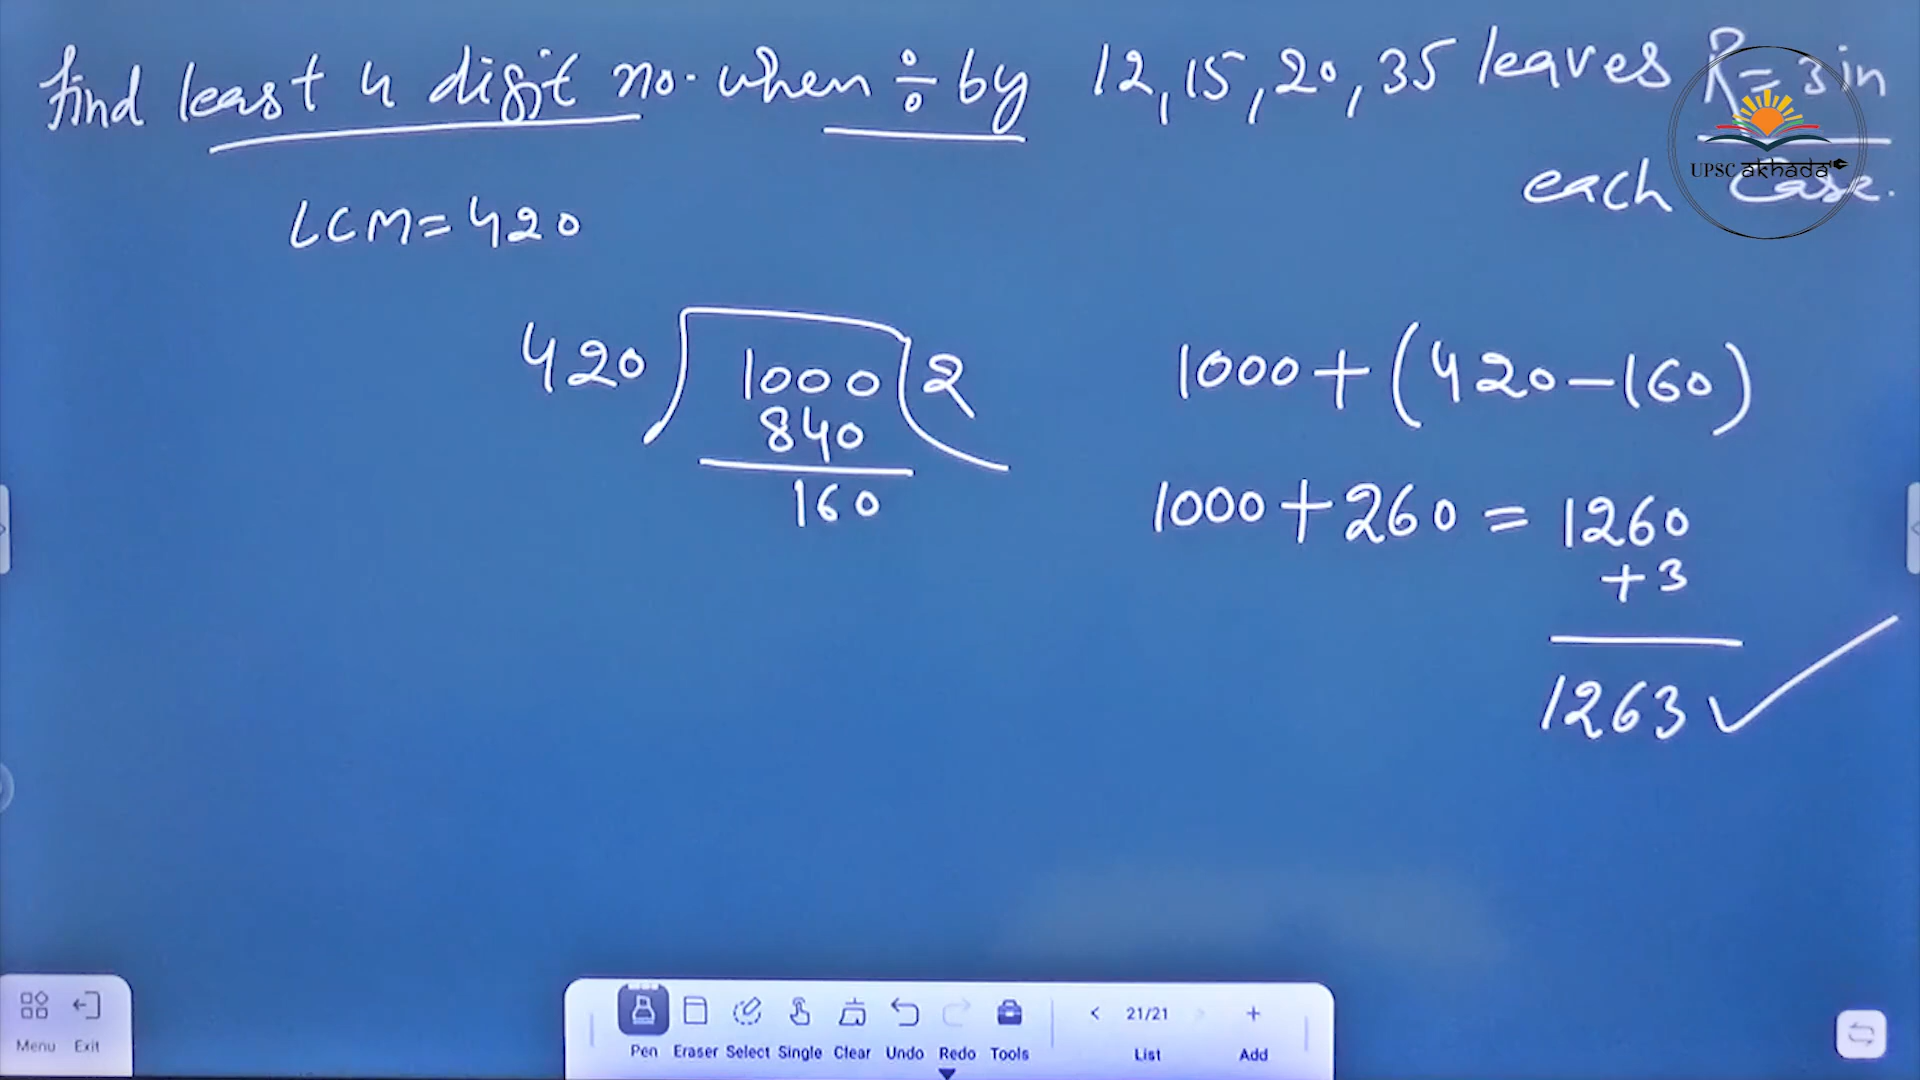 find least 4 digit no. when ÷ by 12, 15, 20, 35 leaves R = 3 in
each Case.
UPSC akhada
LCM = 420
420 1000 2
840
160
1000 + (420 - 160)
1000 + 260 = 1260
+ 3
1263 ✓
Menu Exit
Pen Eraser Select Single Clear Undo Redo Tools
< 21/21 > +
List Add